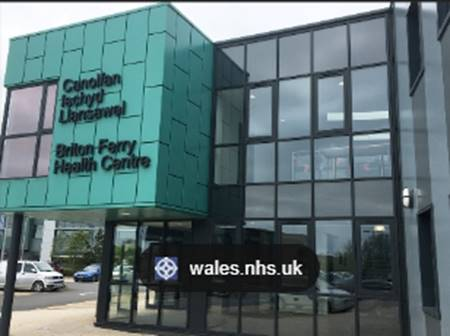 Canolfan
Iechyd
Llansawel
Briton Ferry
Health Centre
wales.nhs.uk